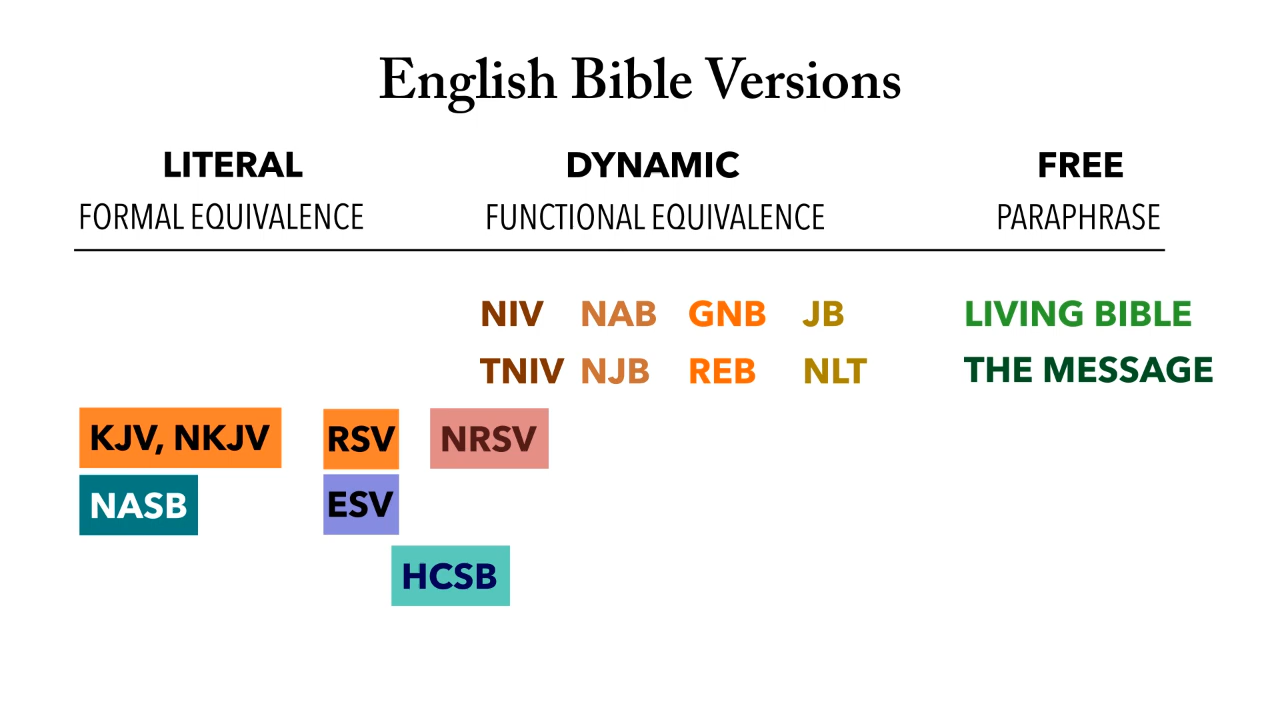 English Bible Versions
LITERAL DYNAMIC FREE
FORMAL EQUIVALENCE FUNCTIONAL EQUIVALENCE PARAPHRASE
NIV NAB GNB JB LIVING BIBLE
TNIV NJB REB NLT THE MESSAGE
KJV, NKJV RSV NRSV
NASB ESV
HCSB